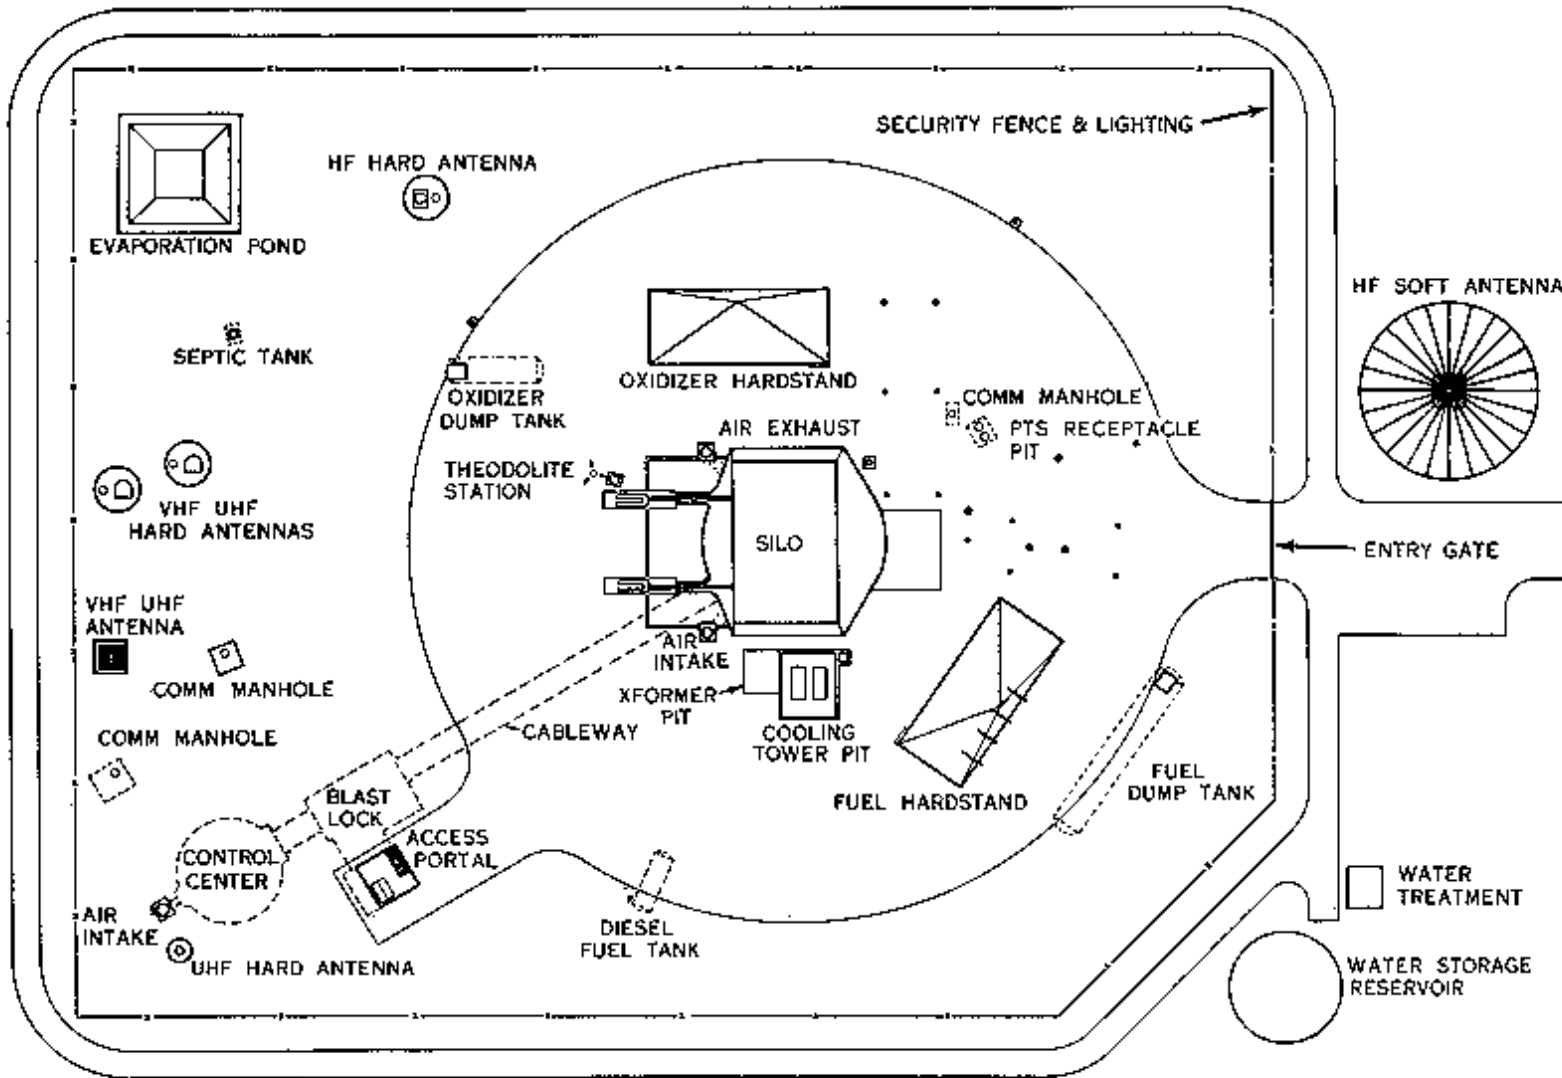 SECURITY FENCE & LIGHTING
HF HARD ANTENNA
EVAPORATION POND
HF SOFT ANTENNA
SEPTIC TANK
OXIDIZER HARDSTAND
OXIDIZER
DUMP TANK
COMM MANHOLE
AIR EXHAUST
PTS RECEPTACLE
PIT
THEODOLITE
STATION
VHF UHF
HARD ANTENNAS
SILO
ENTRY GATE
VHF UHF
ANTENNA
AIR
INTAKE
COMM MANHOLE
XFORMER
PIT
CABLEWAY
COOLING
TOWER PIT
COMM MANHOLE
FUEL
DUMP TANK
FUEL HARDSTAND
BLAST
LOCK
ACCESS
PORTAL
CONTROL
CENTER
WATER
TREATMENT
AIR
INTAKE
DIESEL
FUEL TANK
UHF HARD ANTENNA
WATER STORAGE
RESERVOIR